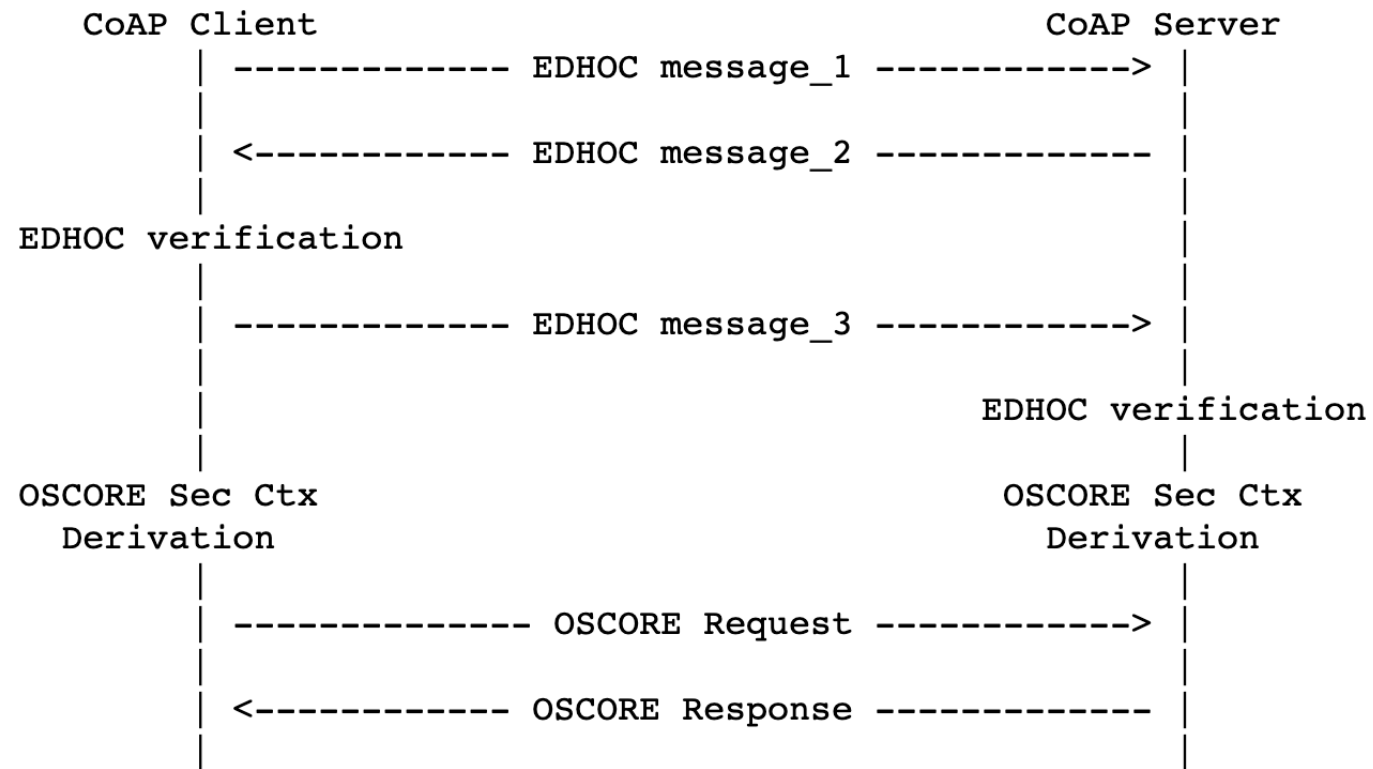 CoAP Client CoAP Server
| ------------- EDHOC message_1 ------------> |
| <------------ EDHOC message_2 ------------- |
EDHOC verification
| ------------- EDHOC message_3 ------------> |
EDHOC verification
OSCORE Sec Ctx OSCORE Sec Ctx
Derivation Derivation
| -------------- OSCORE Request ------------> |
| <------------ OSCORE Response ------------- |